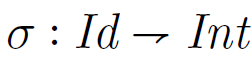 σ : Id ⇀ Int